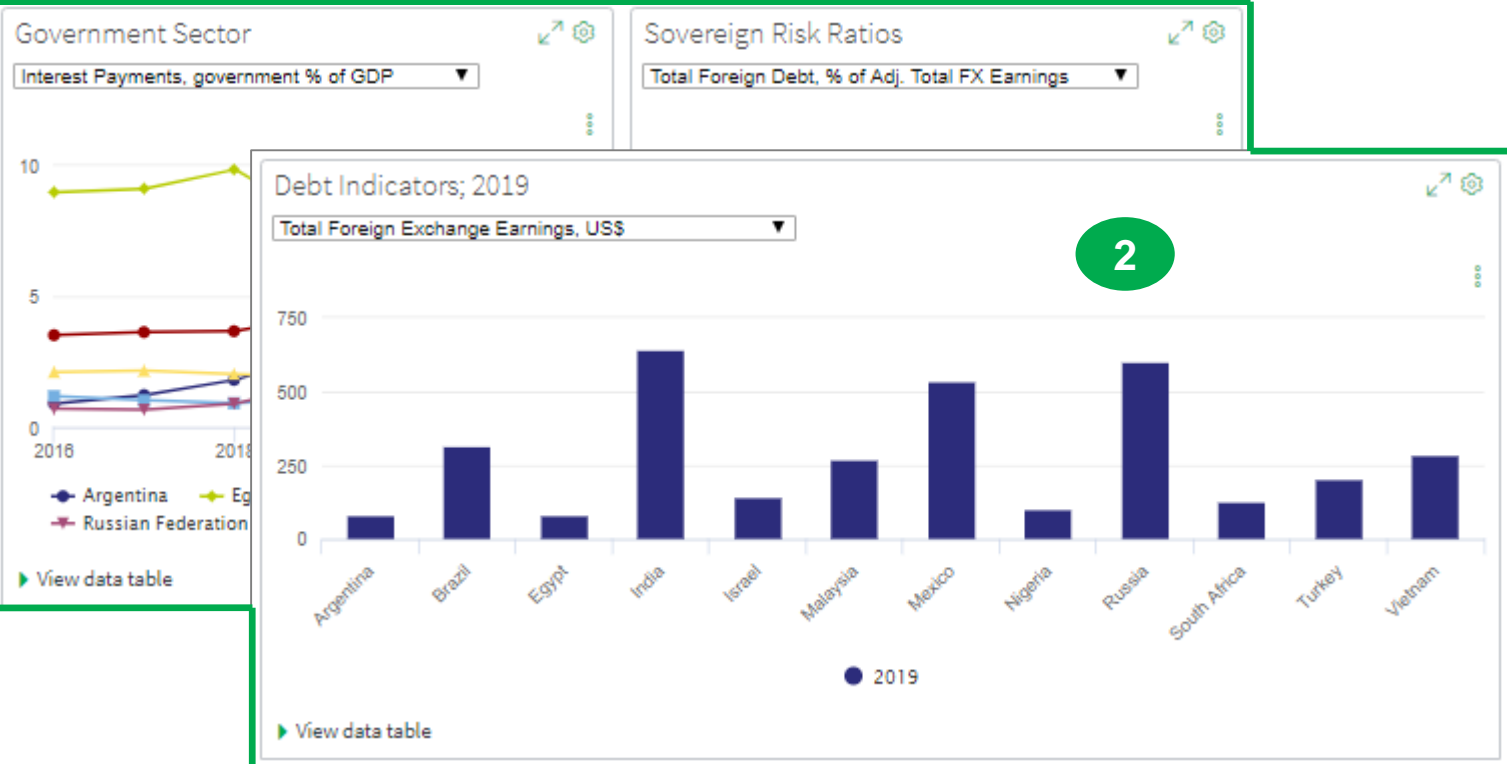 Government Sector
Interest Payments, government % of GDP
10
5
0
2016
2018
Argentina
Eg
Russian Federation
View data table
Sovereign Risk Ratios
Total Foreign Debt, % of Adj. Total FX Earnings
Debt Indicators; 2019
Total Foreign Exchange Earnings, US$
2
750
500
250
0
Argentina
Brazil
Egypt
India
Israel
Malaysia
Mexico
Nigeria
Russia
South Africa
Turkey
Vietnam
2019
View data table